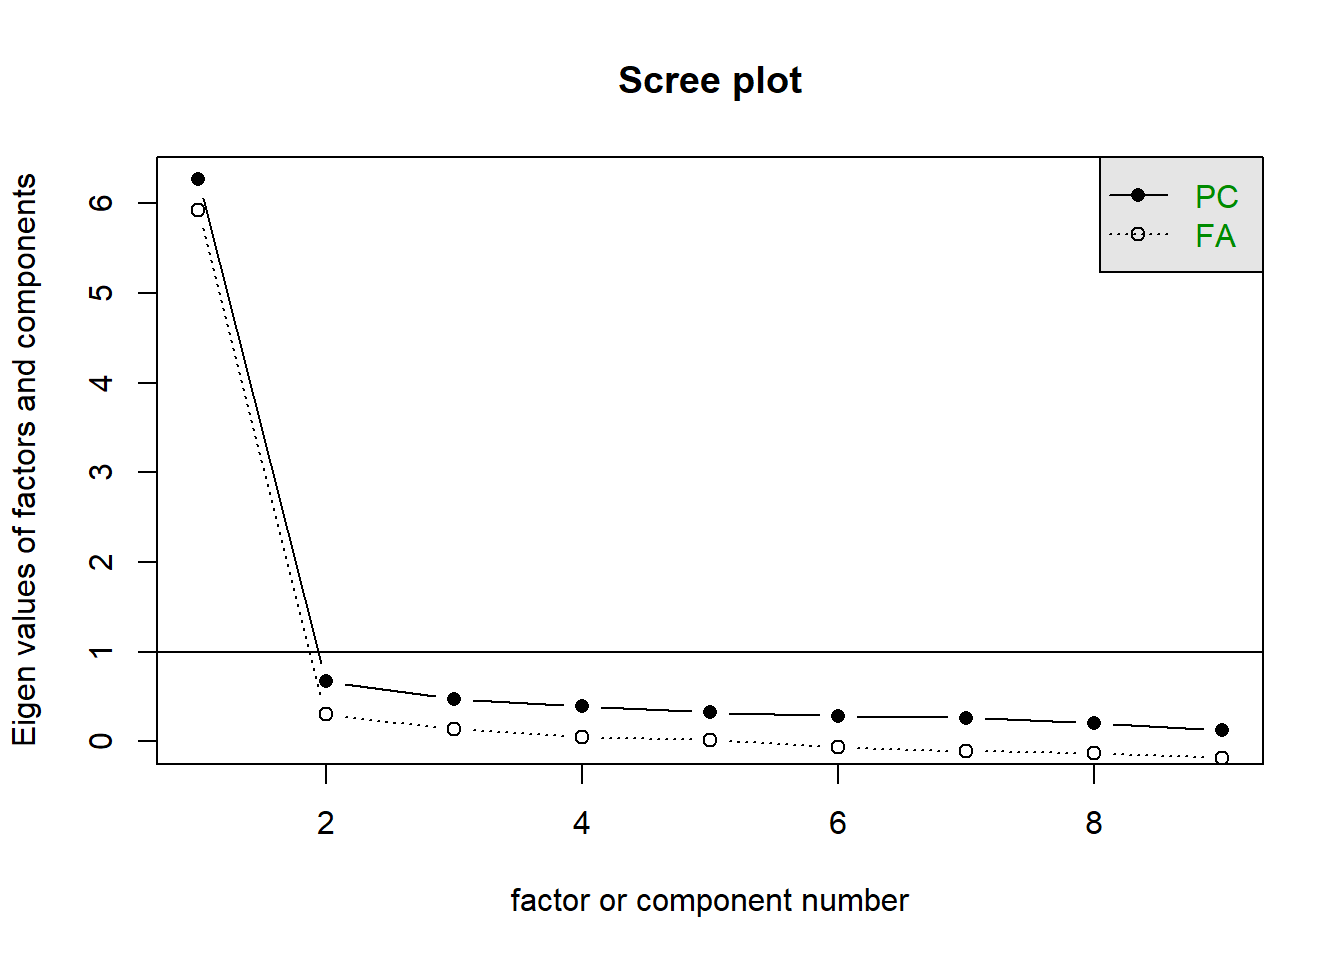 Scree plot
PC
FA
Eigen values of factors and components
6
5
4
3
2
1
0
2
4
6
8
factor or component number